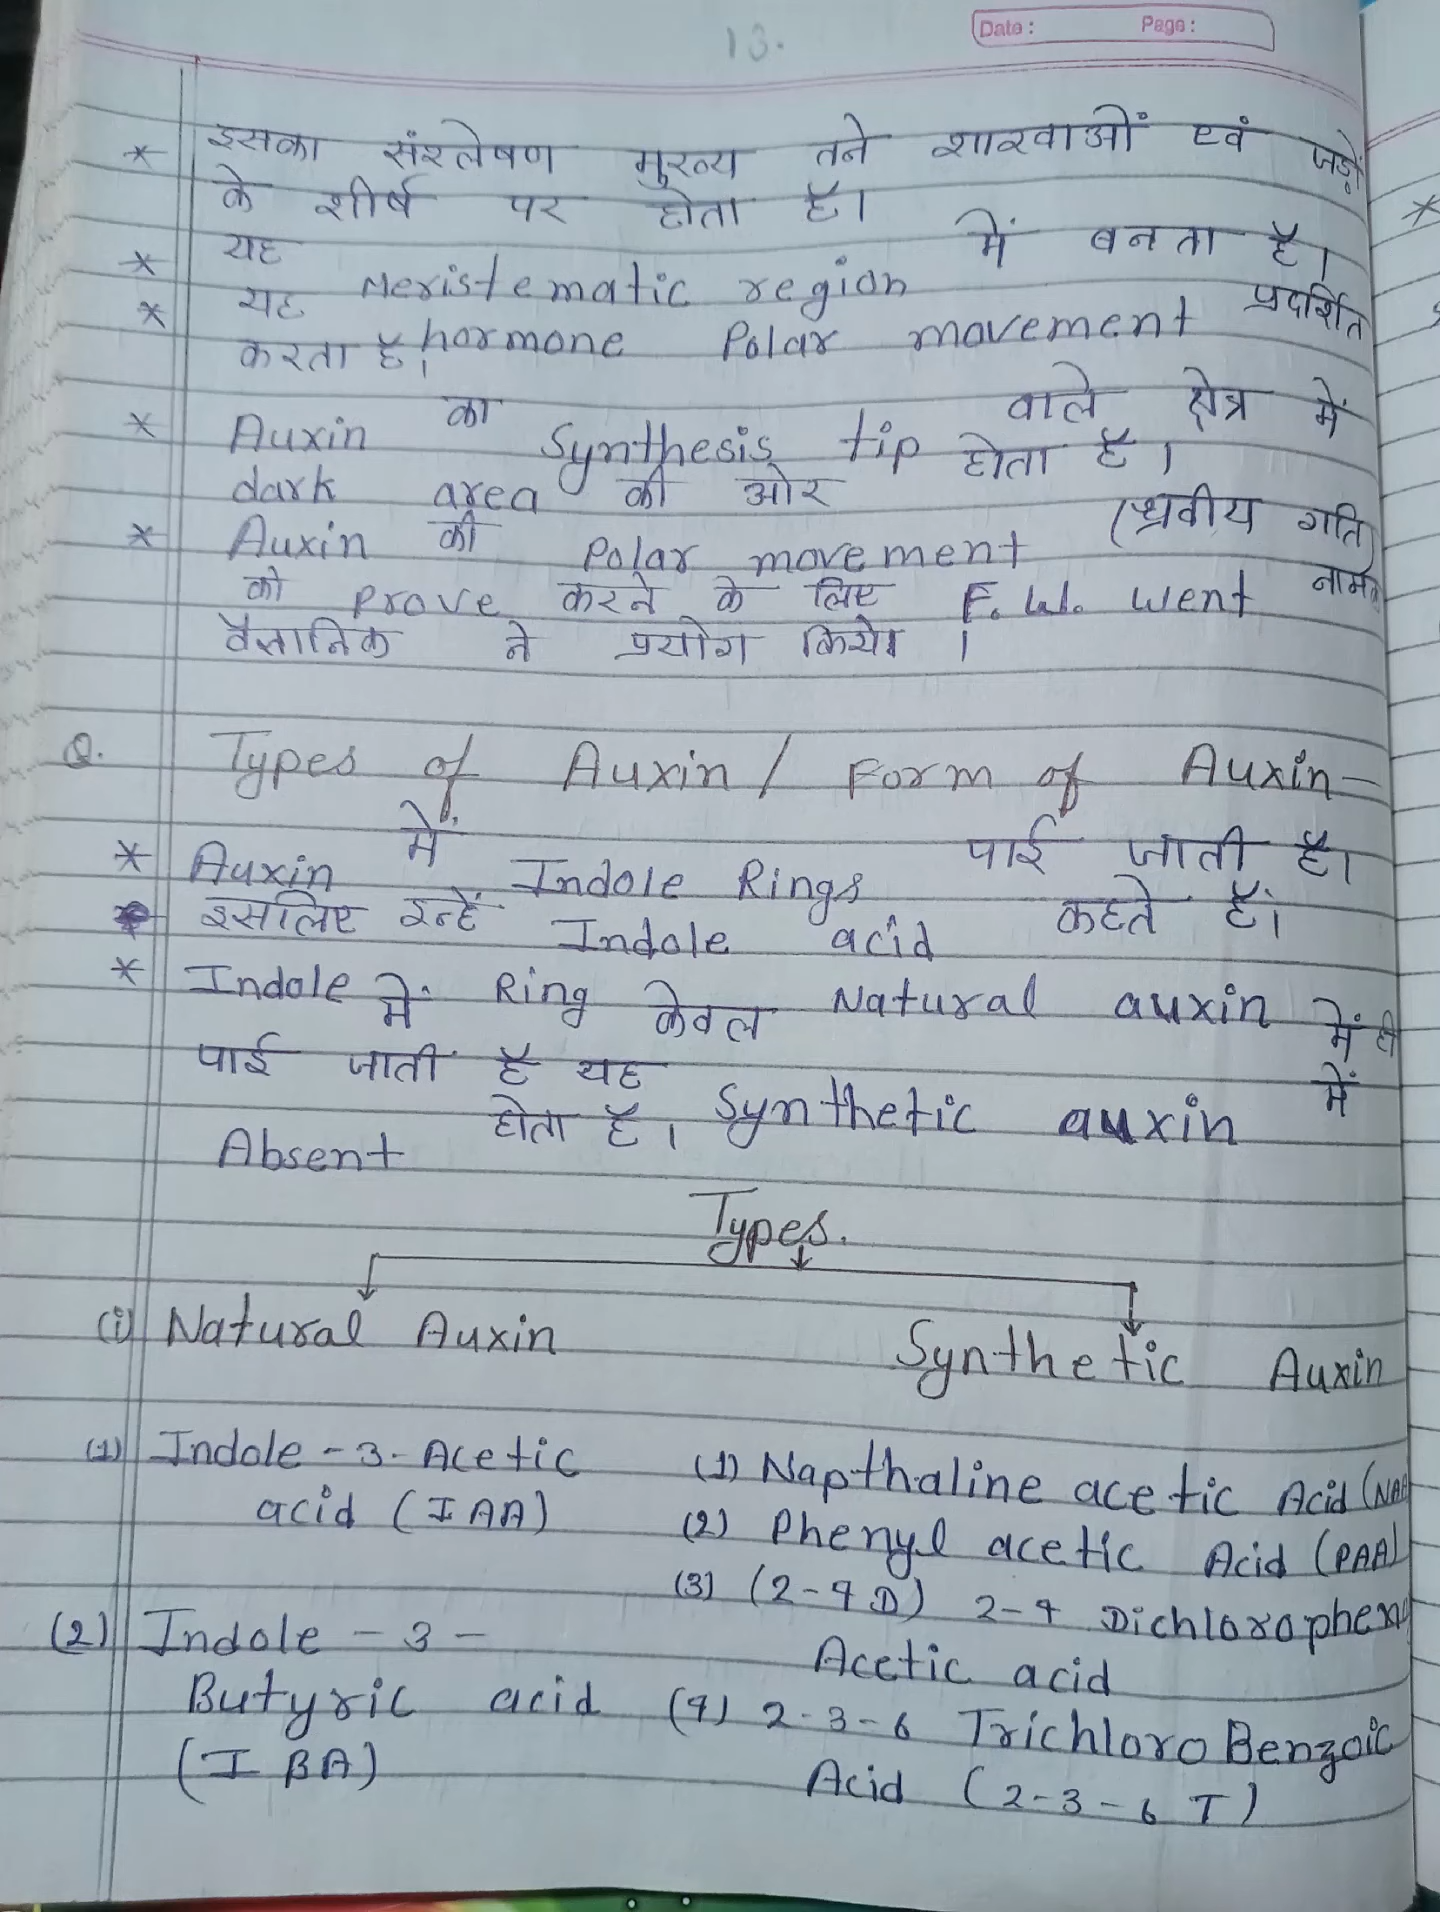 13.
Date: Page:
* इसका संश्लेषण मुख्य तने शाखाओं एवं जड़ों
के शीर्ष पर होता है।
* यह Meristematic region में बनता है।
* यह hormone Polar movement प्रदर्शित
करता है।
* Auxin का Synthesis tip वाले क्षेत्र में
dark area की ओर होता है।
* Auxin की Polar movement (ध्रवीय गति)
को Prove करने के लिए F.W. Went नामक
वैज्ञानिक ने प्रयोग किये।
Q. Types of Auxin / Form of Auxin-
* Auxin में Indole Rings पाई जाती है।
इसलिए इन्हें Indole acid कहते हैं।
* Indole में Ring केवल Natural auxin में ही
पाई जाती है यह Synthetic auxin में
Absent होता है।
Types.
(i) Natural Auxin
Synthetic Auxin
(1) Indole-3-Acetic
acid (IAA)
(2) Indole-3-
Butyric acid
(IBA)
(1) Napthaline acetic Acid (NAA
(2) Phenyl acetic Acid (PAA)
(3) (2-4D) 2-4 Dichloropheno
Acetic acid
(4) 2-3-6 Trichloro Benzoic
Acid (2-3-6 T)